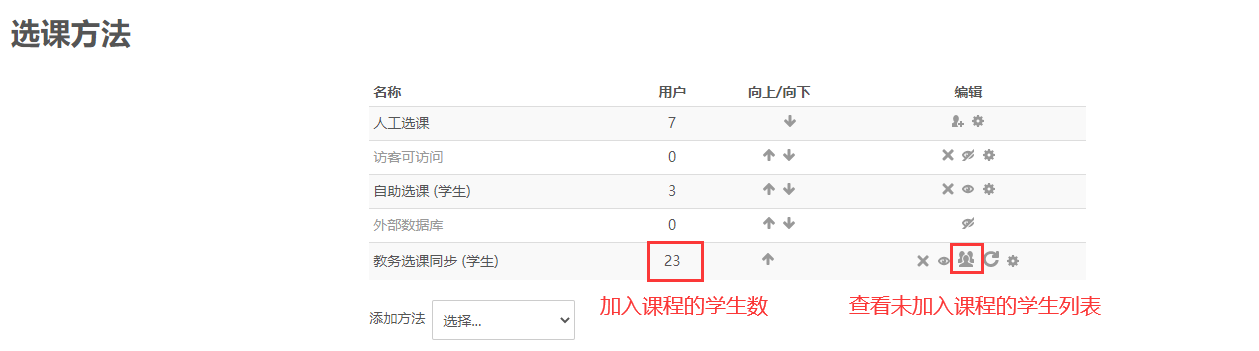 选课方法
名称 用户 向上/向下 编辑
人工选课 7
访客可访问 0
自助选课 (学生) 3
外部数据库 0
教务选课同步 (学生) 23
加入课程的学生数 查看未加入课程的学生列表
添加方法 选择...